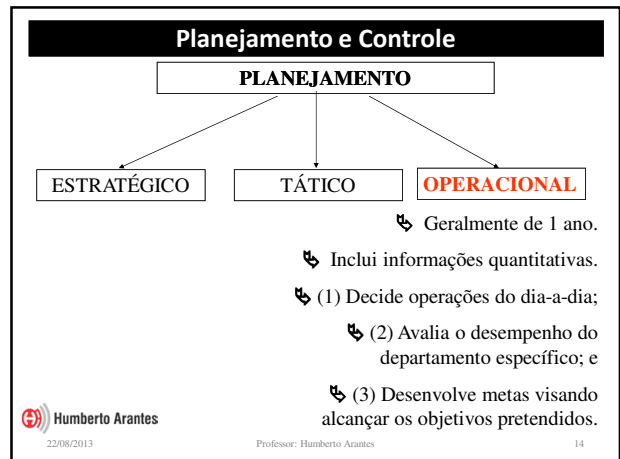 Planejamento e Controle
PLANEJAMENTO
ESTRATÉGICO
TÁTICO
OPERACIONAL
Geralmente de 1 ano.
Inclui informações quantitativas.
(1) Decide operações do dia-a-dia;
(2) Avalia o desempenho do
departamento específico; e
(3) Desenvolve metas visando
alcançar os objetivos pretendidos.
Humberto Arantes
22/08/2013
Professor: Humberto Arantes
14